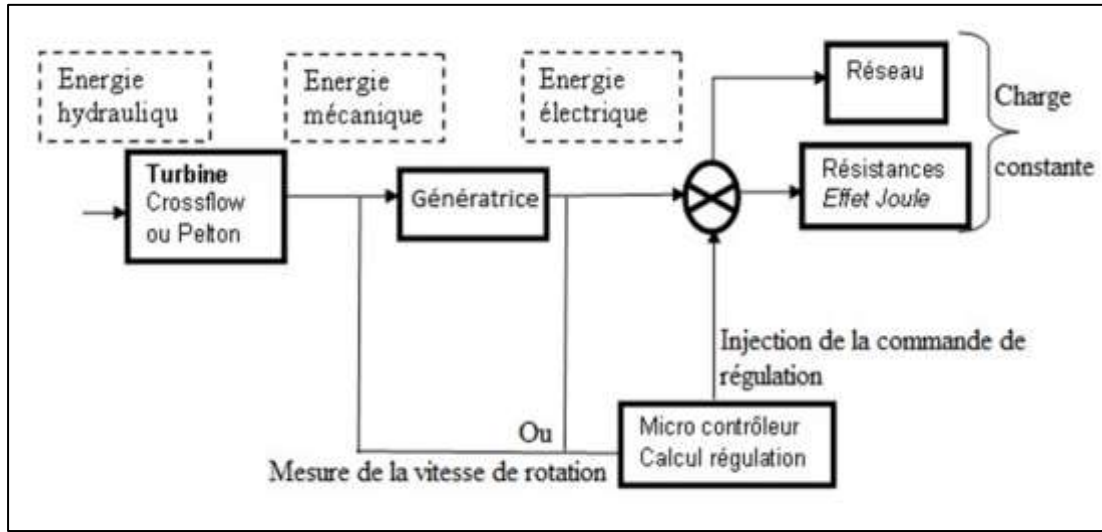 Energie
hydrauliqu
Energie
mécanique
Energie
électrique
Réseau
Charge
constante
Turbine
Crossflow
ou Pelton
Génératrice
Résistances
Effet Joule
Injection de la commande de
régulation
Ou
Mesure de la vitesse de rotation
Micro contrôleur
Calcul régulation